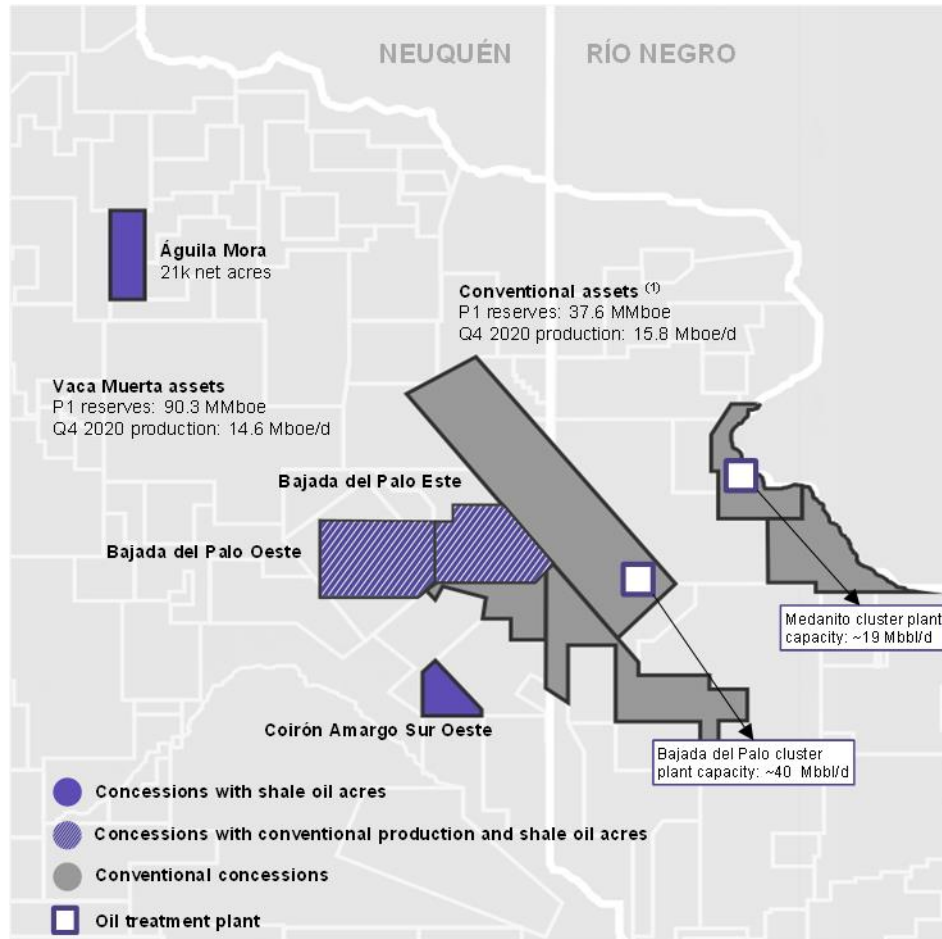 NEUQUÉN
RÍO NEGRO
Águila Mora
21k net acres
Conventional assets (1)
P1 reserves: 37.6 MMboe
Q4 2020 production: 15.8 Mboe/d
Vaca Muerta assets
P1 reserves: 90.3 MMboe
Q4 2020 production: 14.6 Mboe/d
Bajada del Palo Este
Bajada del Palo Oeste
Medanito cluster plant
capacity: ~19 Mbbl/d
Coirón Amargo Sur Oeste
Bajada del Palo cluster
plant capacity: ~40 Mbbl/d
Concessions with shale oil acres
Concessions with conventional production and shale oil acres
Conventional concessions
Oil treatment plant